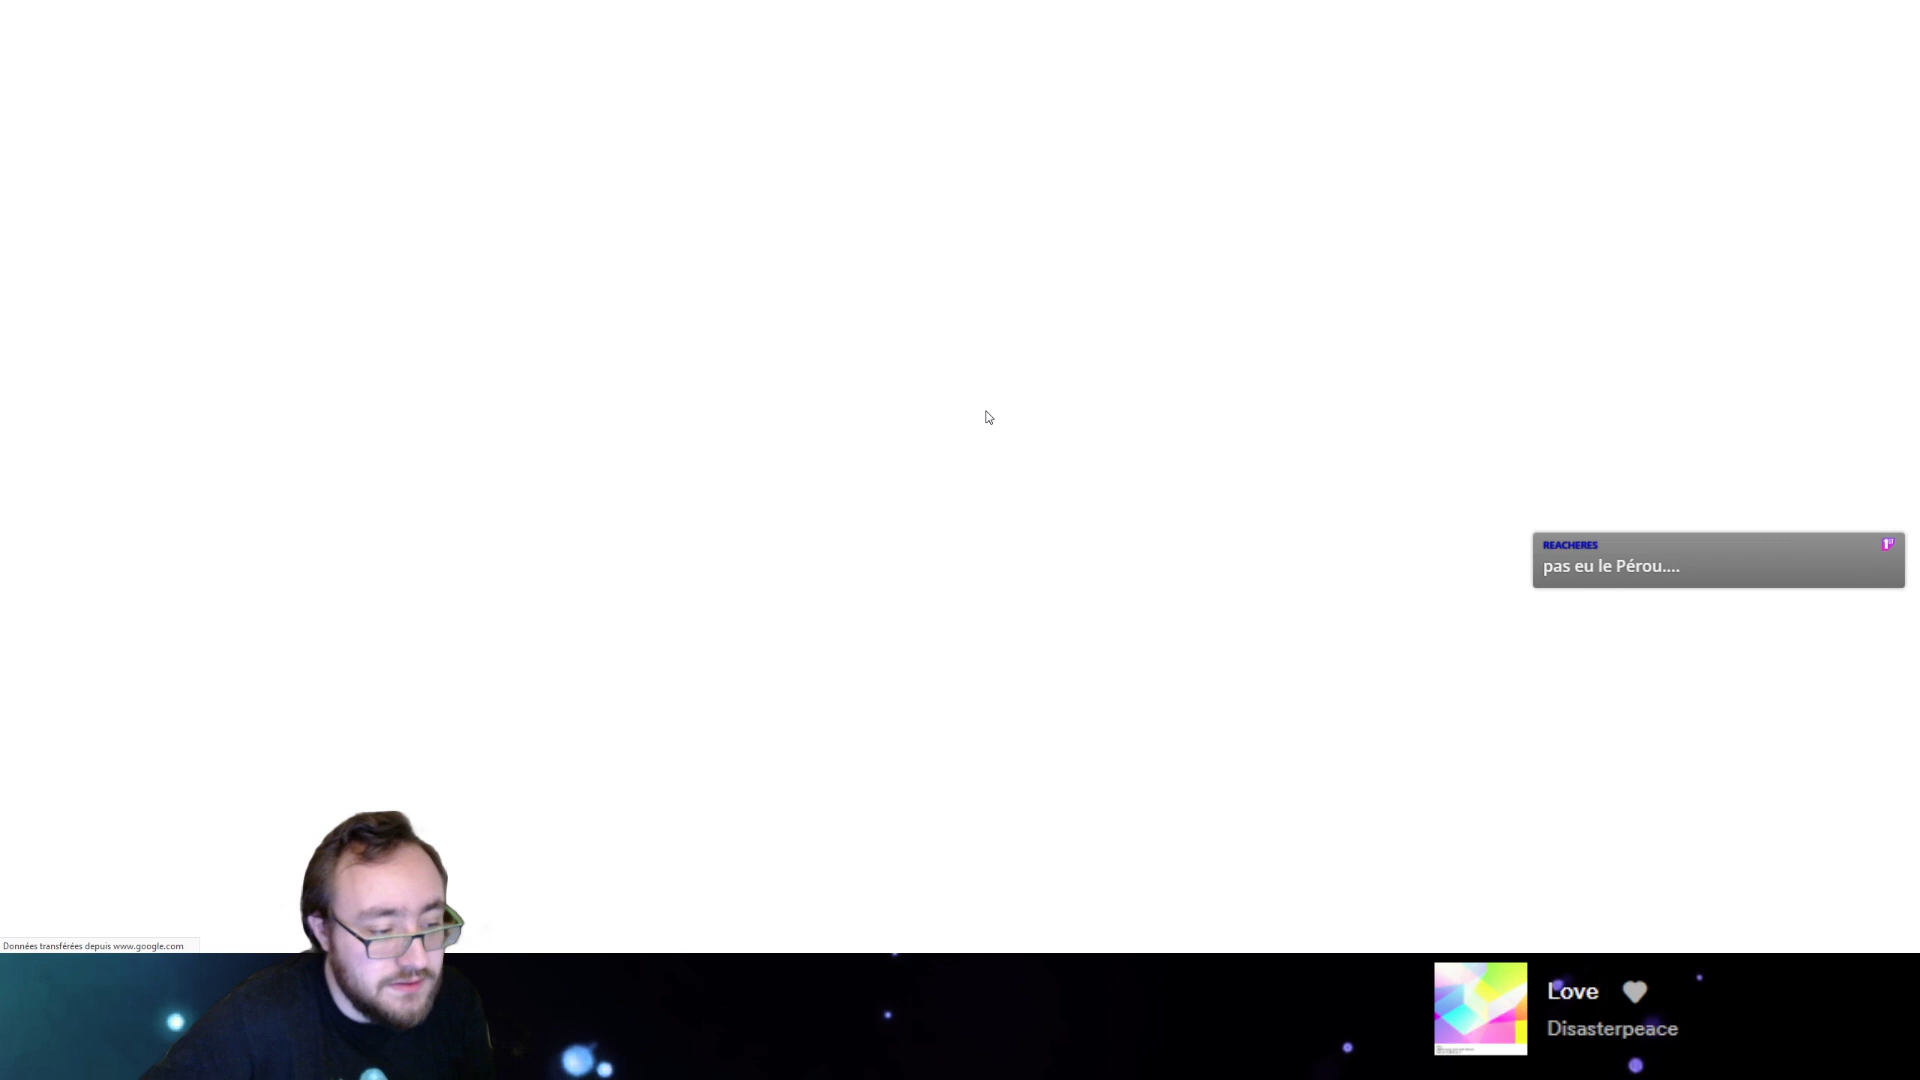 REACHERES
pas eu le Pérou....
Données transférées depuis www.google.com
Love
Disasterpeace